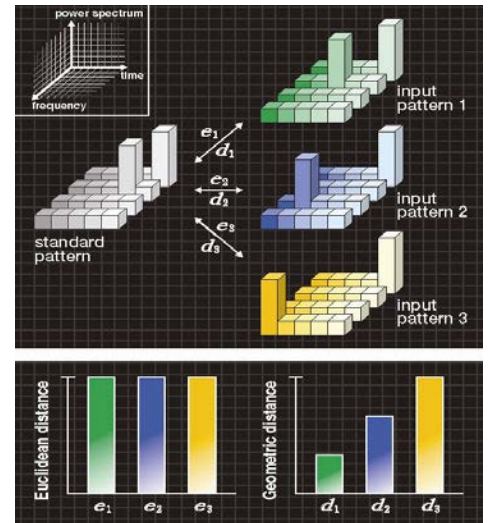 power spectrum
time
frequency
input
pattern 1
e₁
d₁
e₂
d₂
input
pattern 2
standard
pattern
e₃
d₃
input
pattern 3
Euclidean distance
e₁ e₂ e₃
Geometric distance
d₁ d₂ d₃